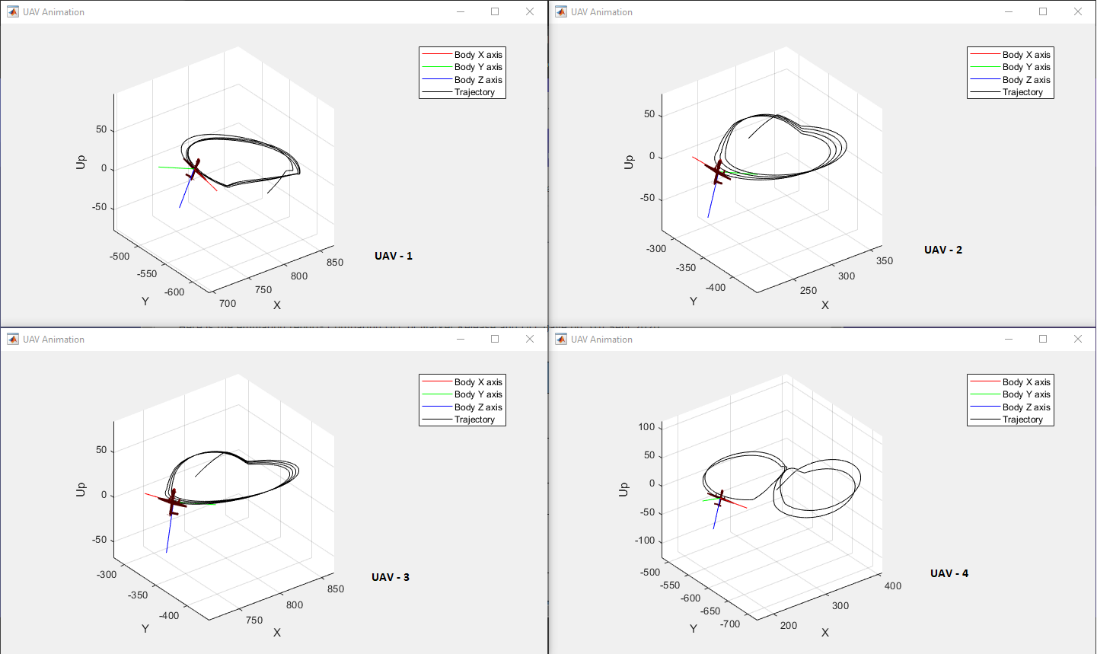 UAV Animation
Body X axis
Body Y axis
Body Z axis
Trajectory
50
0
-50
Up
-500
-550
-600
Y
700
750
800
850
X
UAV - 1
UAV Animation
Body X axis
Body Y axis
Body Z axis
Trajectory
50
0
-50
Up
-300
-350
-400
Y
250
300
350
X
UAV - 2
UAV Animation
Body X axis
Body Y axis
Body Z axis
Trajectory
50
0
-50
Up
-300
-350
-400
Y
750
800
850
X
UAV - 3
UAV Animation
Body X axis
Body Y axis
Body Z axis
Trajectory
100
50
0
-50
-100
Up
-500
-550
-600
-650
-700
Y
200
300
400
X
UAV - 4